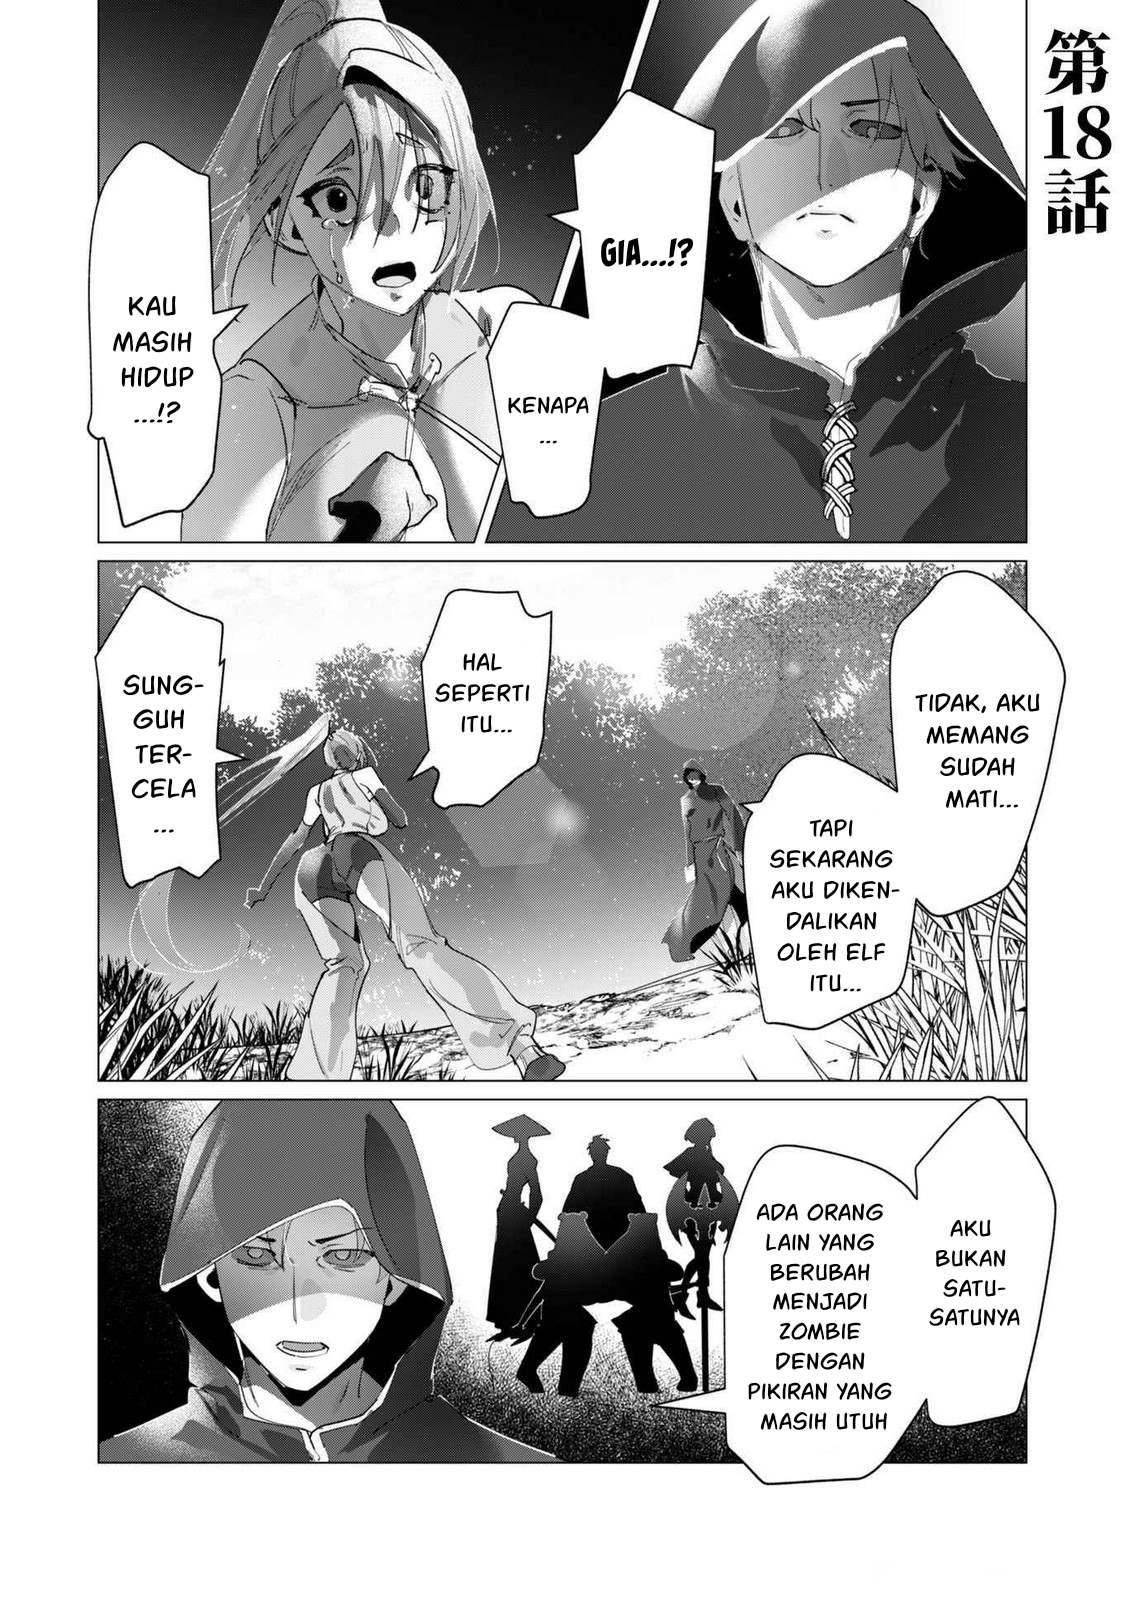 第18話
GIA...!?
KENAPA
...
KAU
MASIH
HIDUP
...!?
TIDAK, AKU
MEMANG
SUDAH
MATI...
TAPI
SEKARANG
AKU DIKEN-
DALIKAN
OLEH ELF
ITU...
HAL
SEPERTI
ITU...
SUNG-
GUH
TER-
CELA
...
AKU
BUKAN
SATU-
SATUNYA
ADA ORANG
LAIN YANG
BERUBAH
MENJADI
ZOMBIE
DENGAN
PIKIRAN YANG
MASIH UTUH